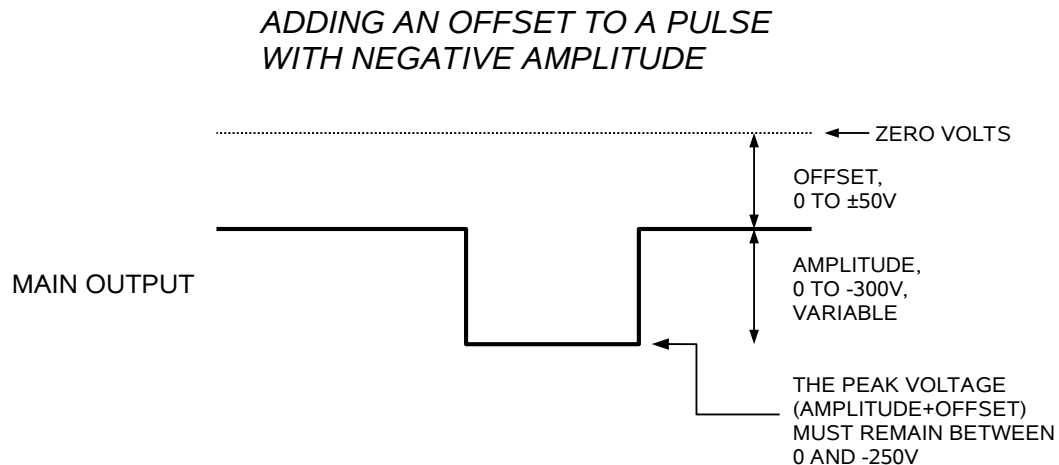 ADDING AN OFFSET TO A PULSE
WITH NEGATIVE AMPLITUDE
ZERO VOLTS
OFFSET,
0 TO ±50V
MAIN OUTPUT
AMPLITUDE,
0 TO -300V,
VARIABLE
THE PEAK VOLTAGE
(AMPLITUDE+OFFSET)
MUST REMAIN BETWEEN
0 AND -250V